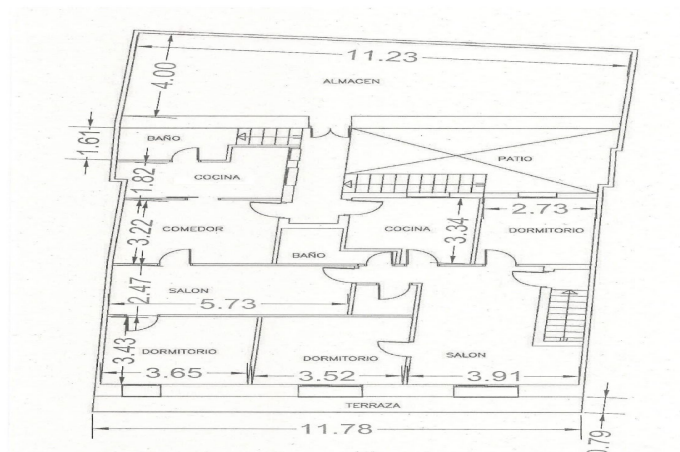 11.23
4.00
ALMACEN
1.61
BAÑO
PATIO
1.82
COCINA
2.73
3.22
COMEDOR
COCINA
3.34
DORMITORIO
BAÑO
2.47
SALON
5.73
3.43
DORMITORIO
DORMITORIO
SALON
3.65
3.52
3.91
TERRAZA
11.78
0.79